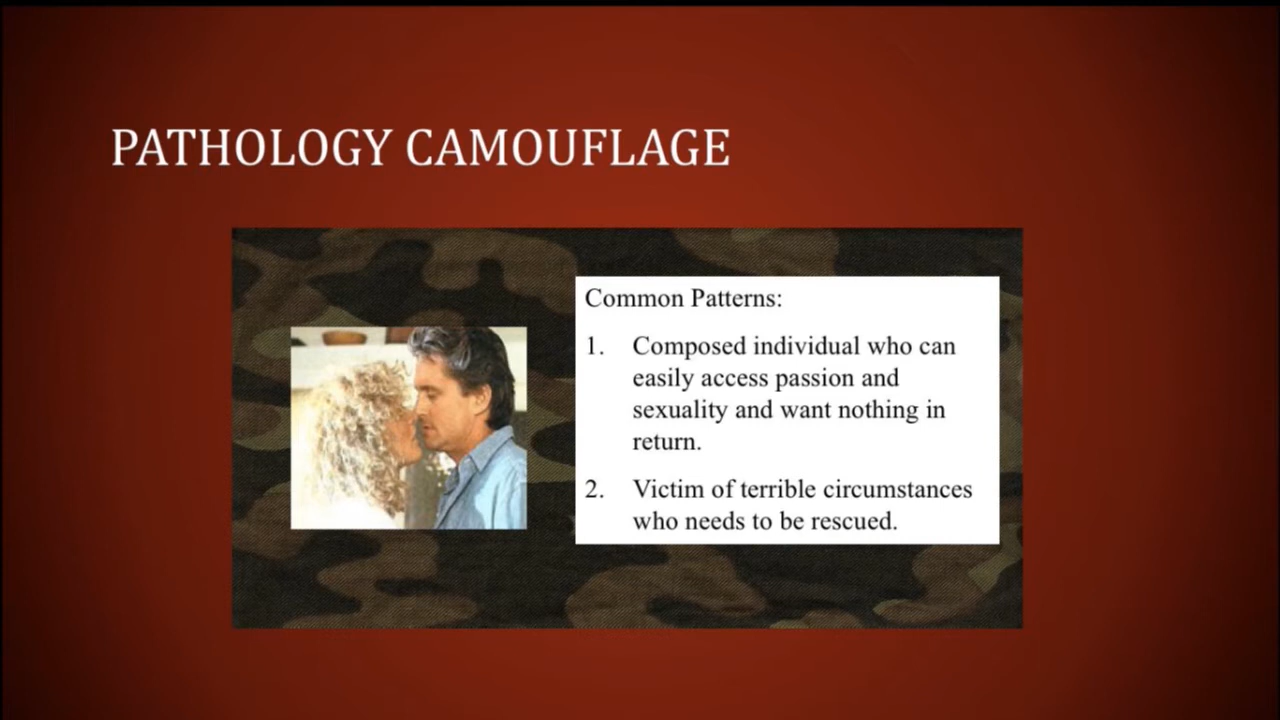 PATHOLOGY CAMOUFLAGE
Common Patterns:
1. Composed individual who can
easily access passion and
sexuality and want nothing in
return.
2. Victim of terrible circumstances
who needs to be rescued.